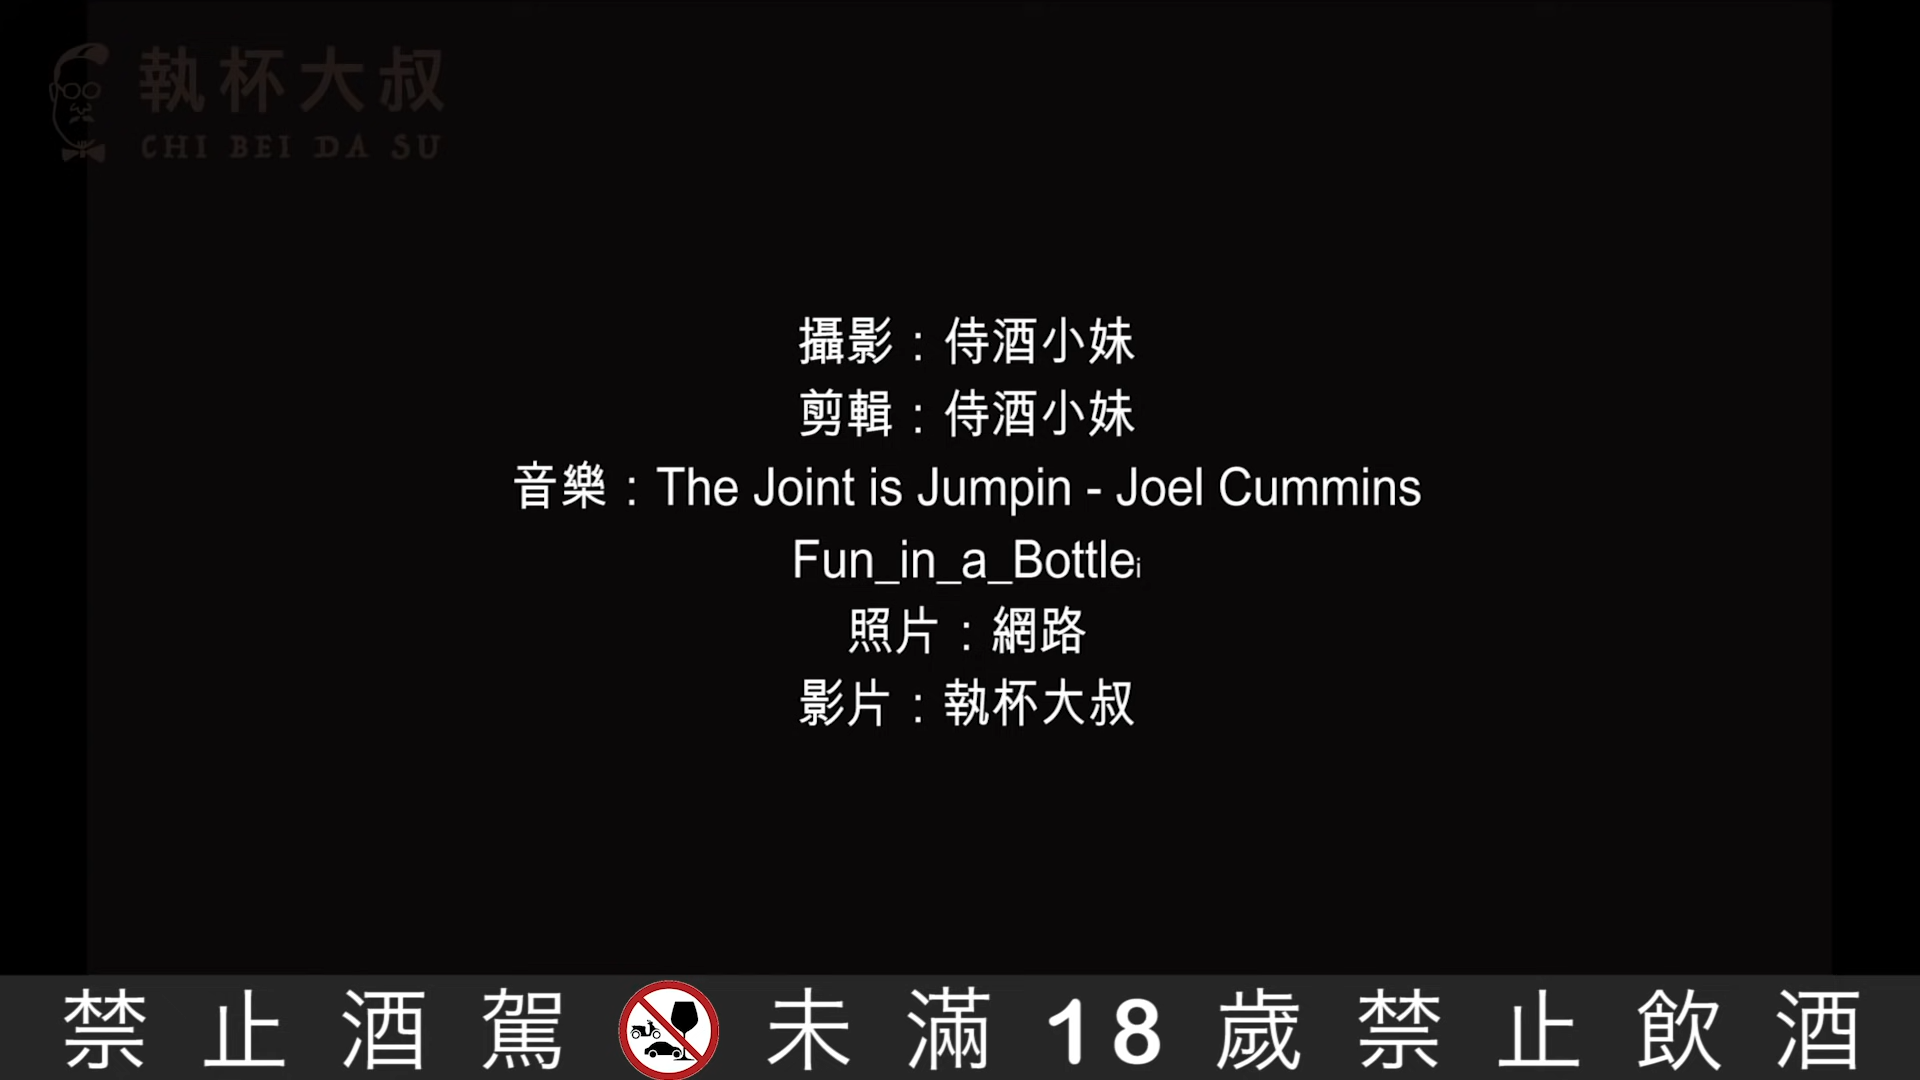 執杯大叔
CHI BEI DA SU
攝影：侍酒小妹
剪輯：侍酒小妹
音樂：The Joint is Jumpin - Joel Cummins
Fun_in_a_Bottlei
照片：網路
影片：執杯大叔
禁止酒駕 未滿18歲禁止飲酒